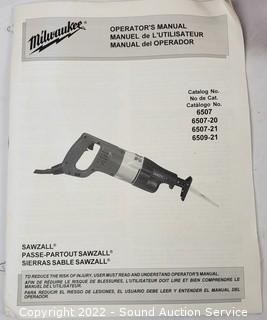 Milwaukee
OPERATOR'S MANUAL
MANUEL de L'UTILISATEUR
MANUAL del OPERADOR
Catalog No.
No de Cat.
Catálogo No.
6507
6507-20
6507-21
6509-21
SAWZALL®
PASSE-PARTOUT SAWZALL®
SIERRAS SABLE SAWZALL®
TO REDUCE THE RISK OF INJURY, USER MUST READ AND UNDERSTAND OPERATOR'S MANUAL.
AFIN DE RÉDUIRE LE RISQUE DE BLESSURES, L'UTILISATEUR DOIT LIRE ET BIEN COMPRENDRE LE
MANUEL DE L'UTILISATEUR.
PARA REDUCIR EL RIESGO DE LESIONES, EL USUARIO DEBE LEER Y ENTENDER EL MANUAL DEL
OPERADOR.
Copyright 2022 - Sound Auction Service